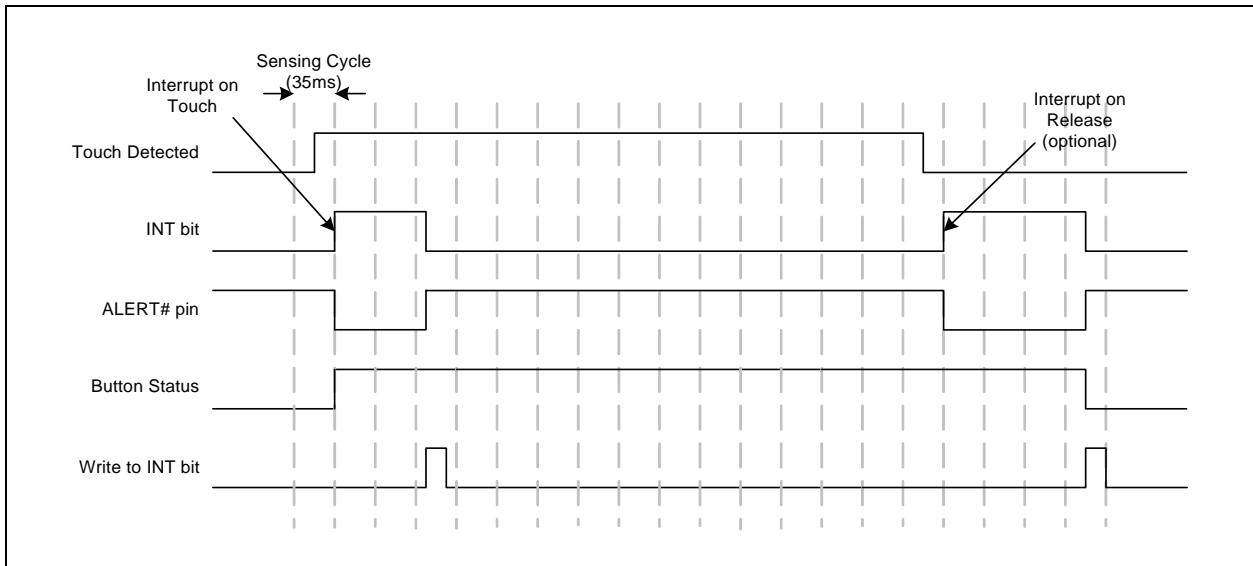 Sensing Cycle
(35ms)
Interrupt on
Touch
Interrupt on
Release
(optional)
Touch Detected
INT bit
ALERT# pin
Button Status
Write to INT bit